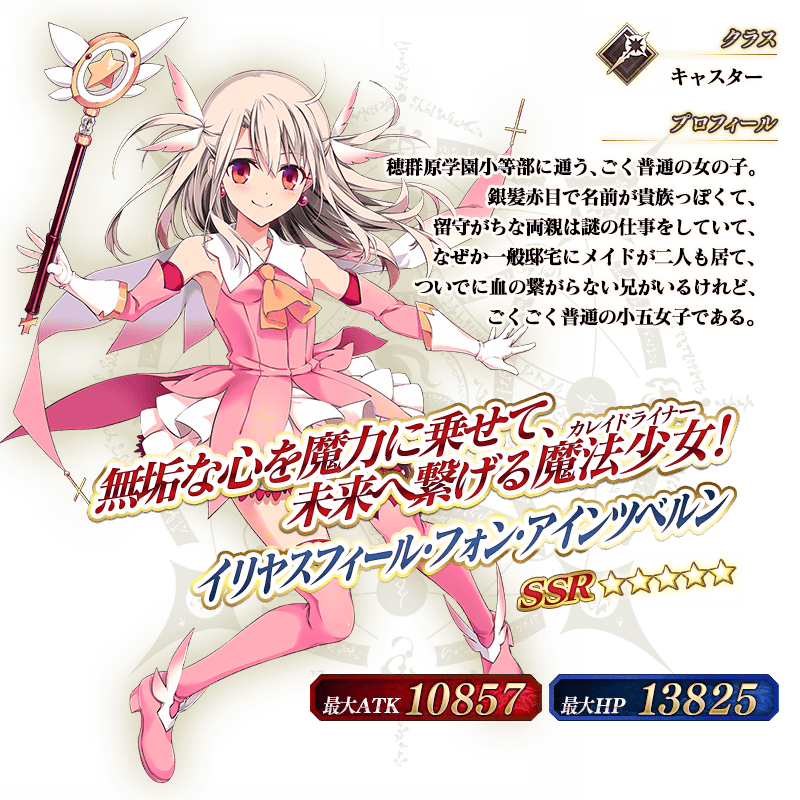 クラス
キャスター
プロフィール
穂群原学園小等部に通う、ごく普通の女の子。
銀髪赤目で名前が貴族っぽくて、
留守がちな両親は謎の仕事をしていて、
なぜか一般邸宅にメイドが二人も居て、
ついでに血の繋がらない兄がいるけれど、
ごくごく普通の小五女子である。
無垢な心を魔力に乗せて、
カレイドライナー
未来へ繋げる魔法少女!
イリヤスフィール・フォン・アインツベルン
SSR ☆☆☆☆☆
最大ATK 10857
最大HP 13825